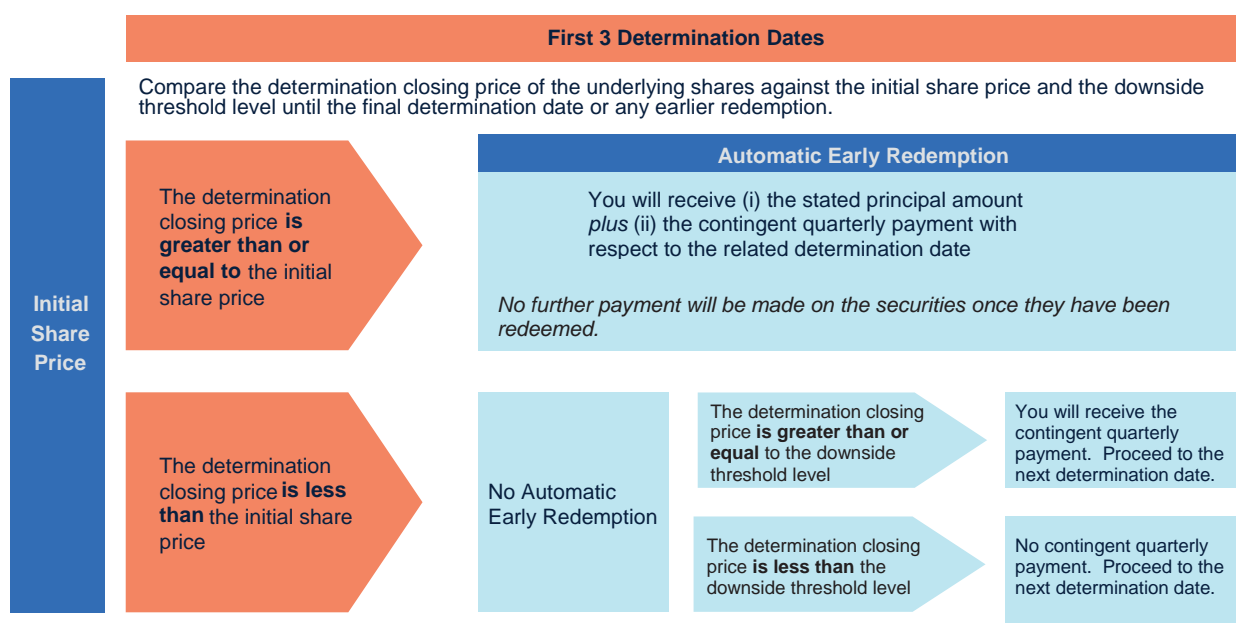 First 3 Determination Dates
Compare the determination closing price of the underlying shares against the initial share price and the downside
threshold level until the final determination date or any earlier redemption.
Initial
Share
Price
The determination
closing price is
greater than or
equal to the initial
share price
Automatic Early Redemption
You will receive (i) the stated principal amount
plus (ii) the contingent quarterly payment with
respect to the related determination date
No further payment will be made on the securities once they have been
redeemed.
The determination
closing price is less
than the initial share
price
No Automatic
Early Redemption
The determination closing
price is greater than or
equal to the downside
threshold level
You will receive the
contingent quarterly
payment.  Proceed to the
next determination date.
The determination closing
price is less than the
downside threshold level
No contingent quarterly
payment.  Proceed to the
next determination date.